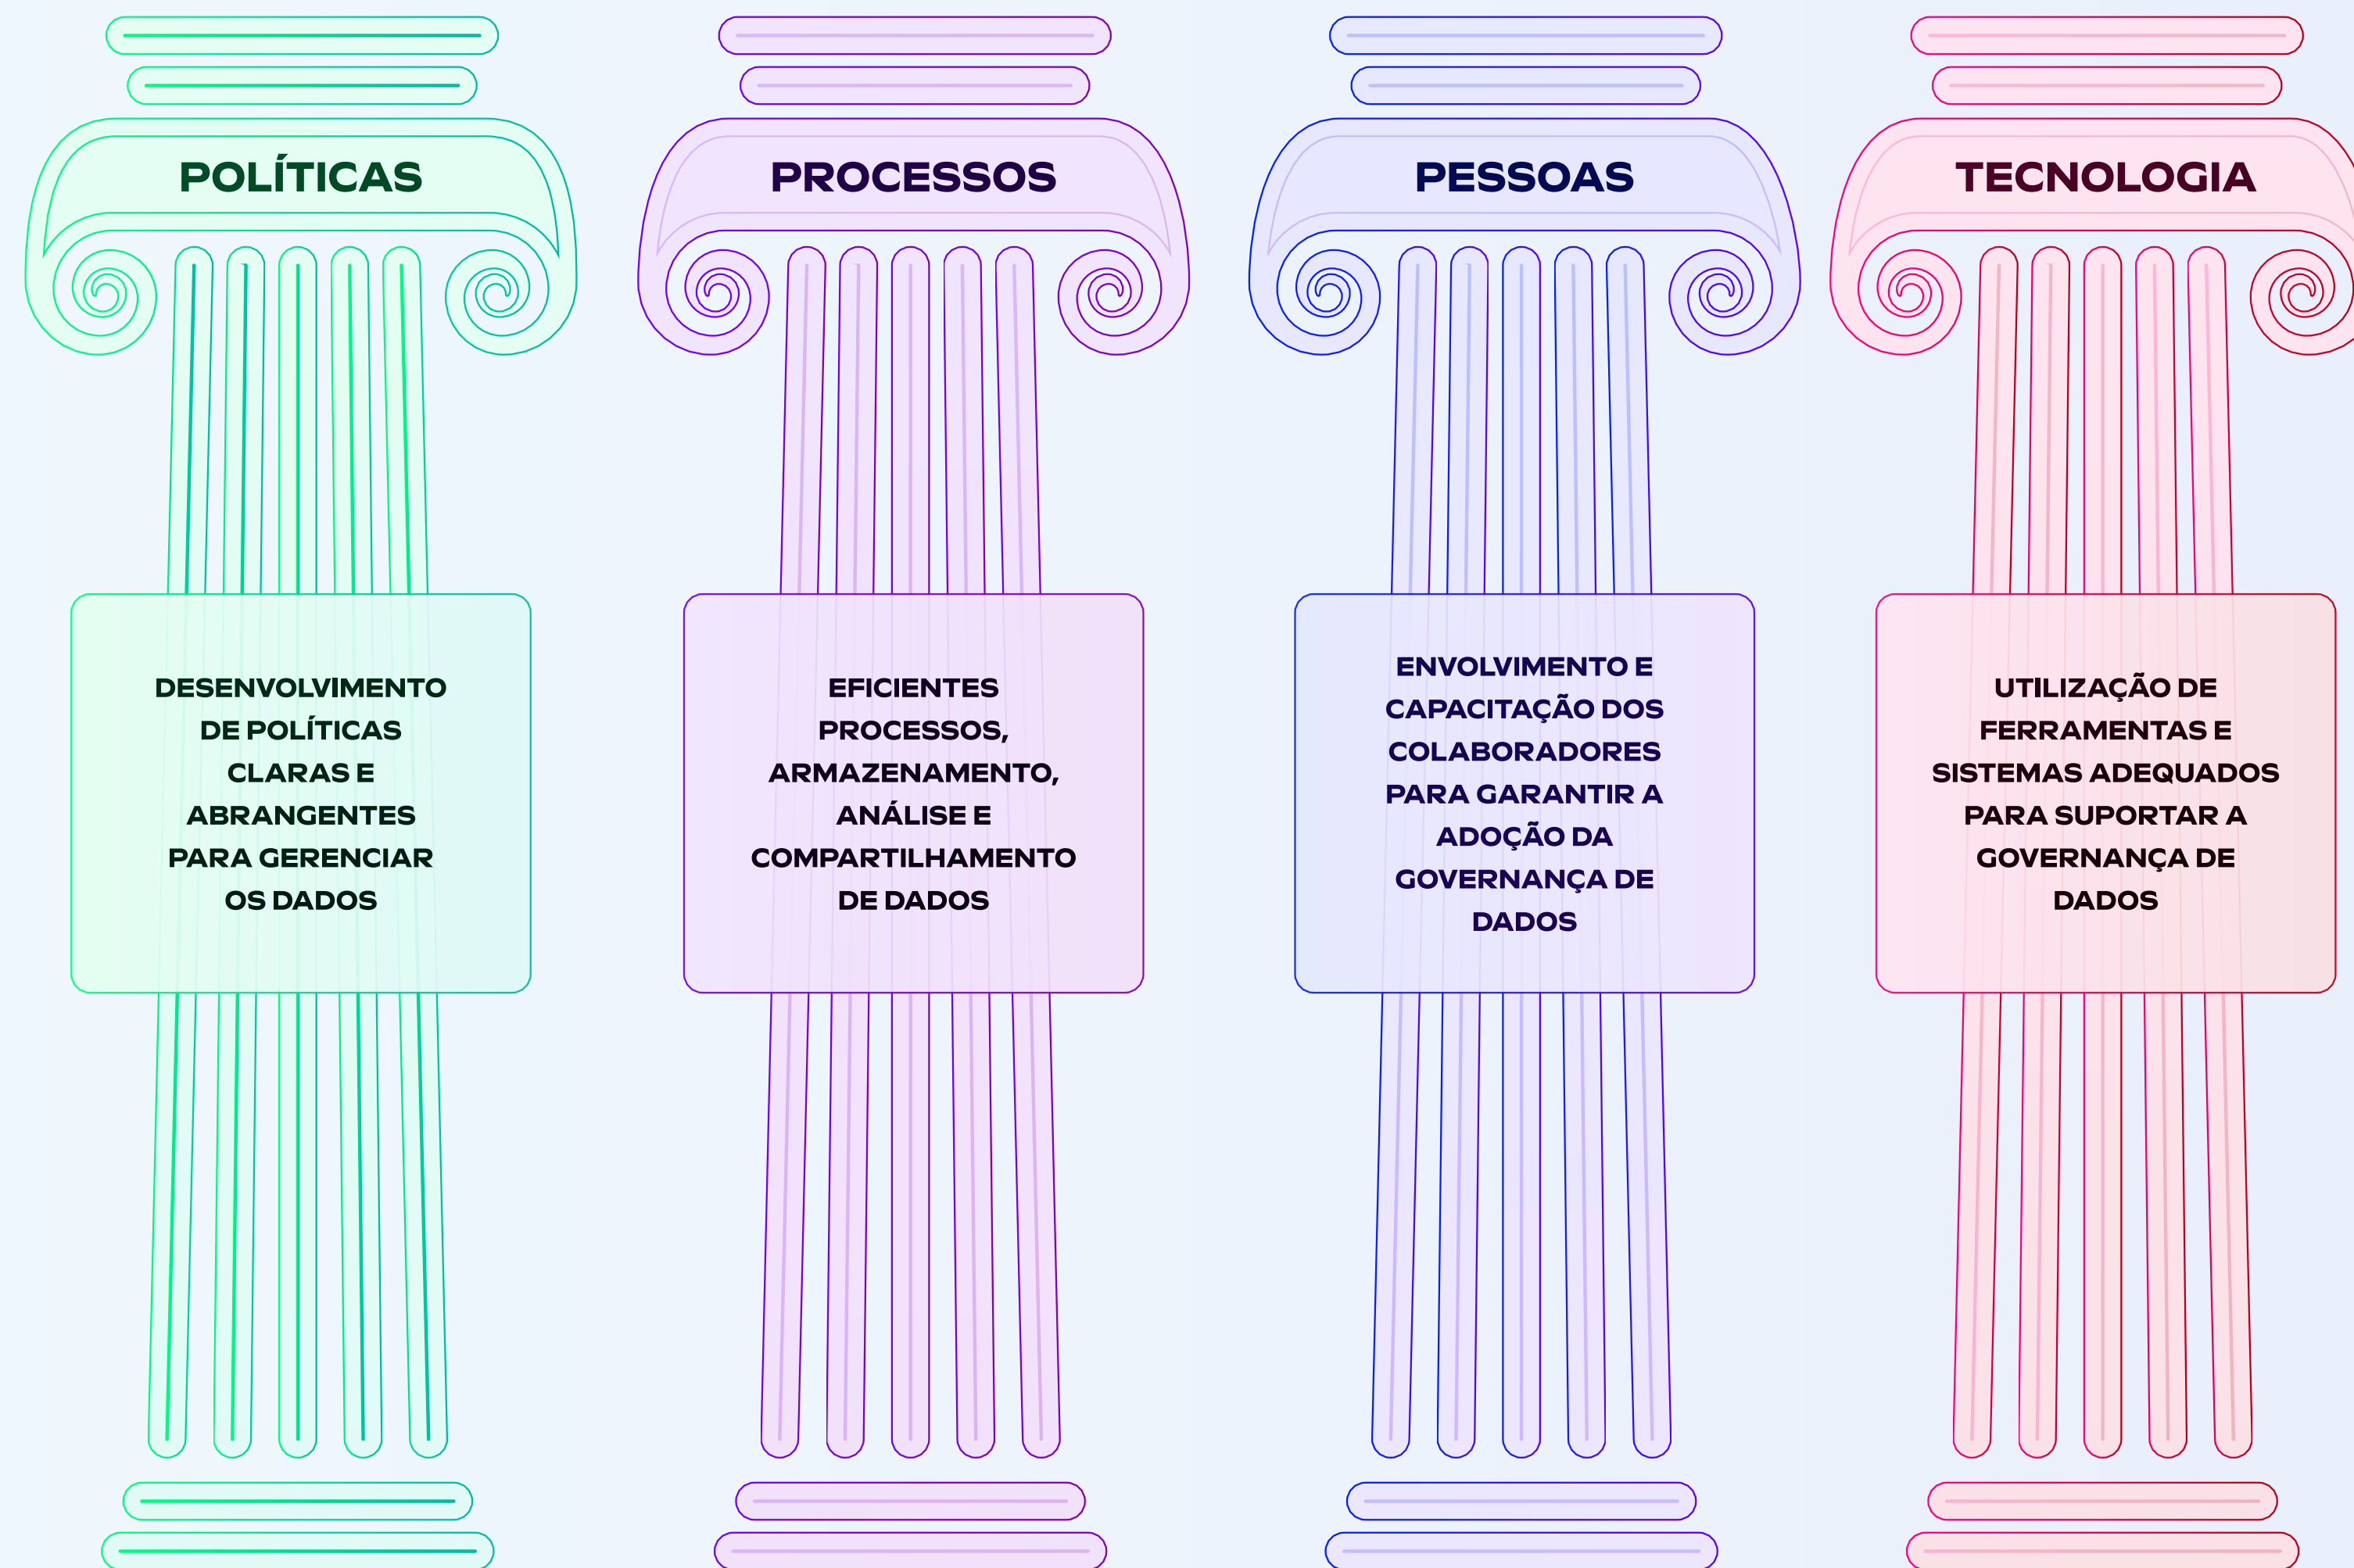 POLÍTICAS
DESENVOLVIMENTO
DE POLÍTICAS
CLARAS E
ABRANGENTES
PARA GERENCIAR
OS DADOS
PROCESSOS
EFICIENTES
PROCESSOS,
ARMAZENAMENTO,
ANÁLISE E
COMPARTILHAMENTO
DE DADOS
PESSOAS
ENVOLVIMENTO E
CAPACITAÇÃO DOS
COLABORADORES
PARA GARANTIR A
ADOÇÃO DA
GOVERNANÇA DE
DADOS
TECNOLOGIA
UTILIZAÇÃO DE
FERRAMENTAS E
SISTEMAS ADEQUADOS
PARA SUPORTAR A
GOVERNANÇA DE
DADOS